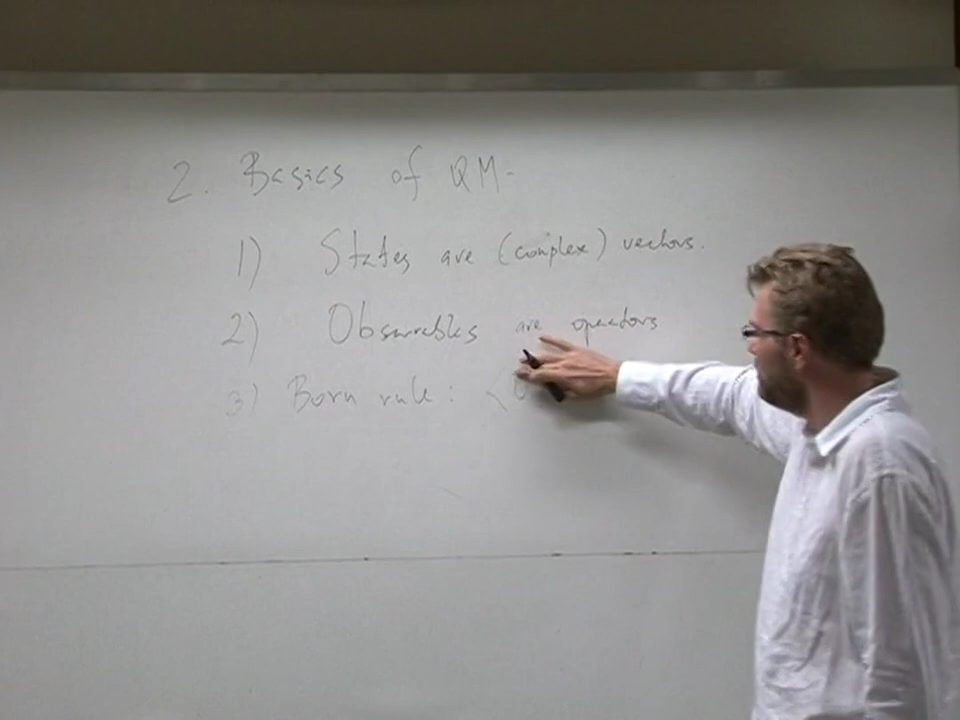 2. Basics of QM.
1) States are (complex) vectors.
2) Observables are operators
3) Born rule: <